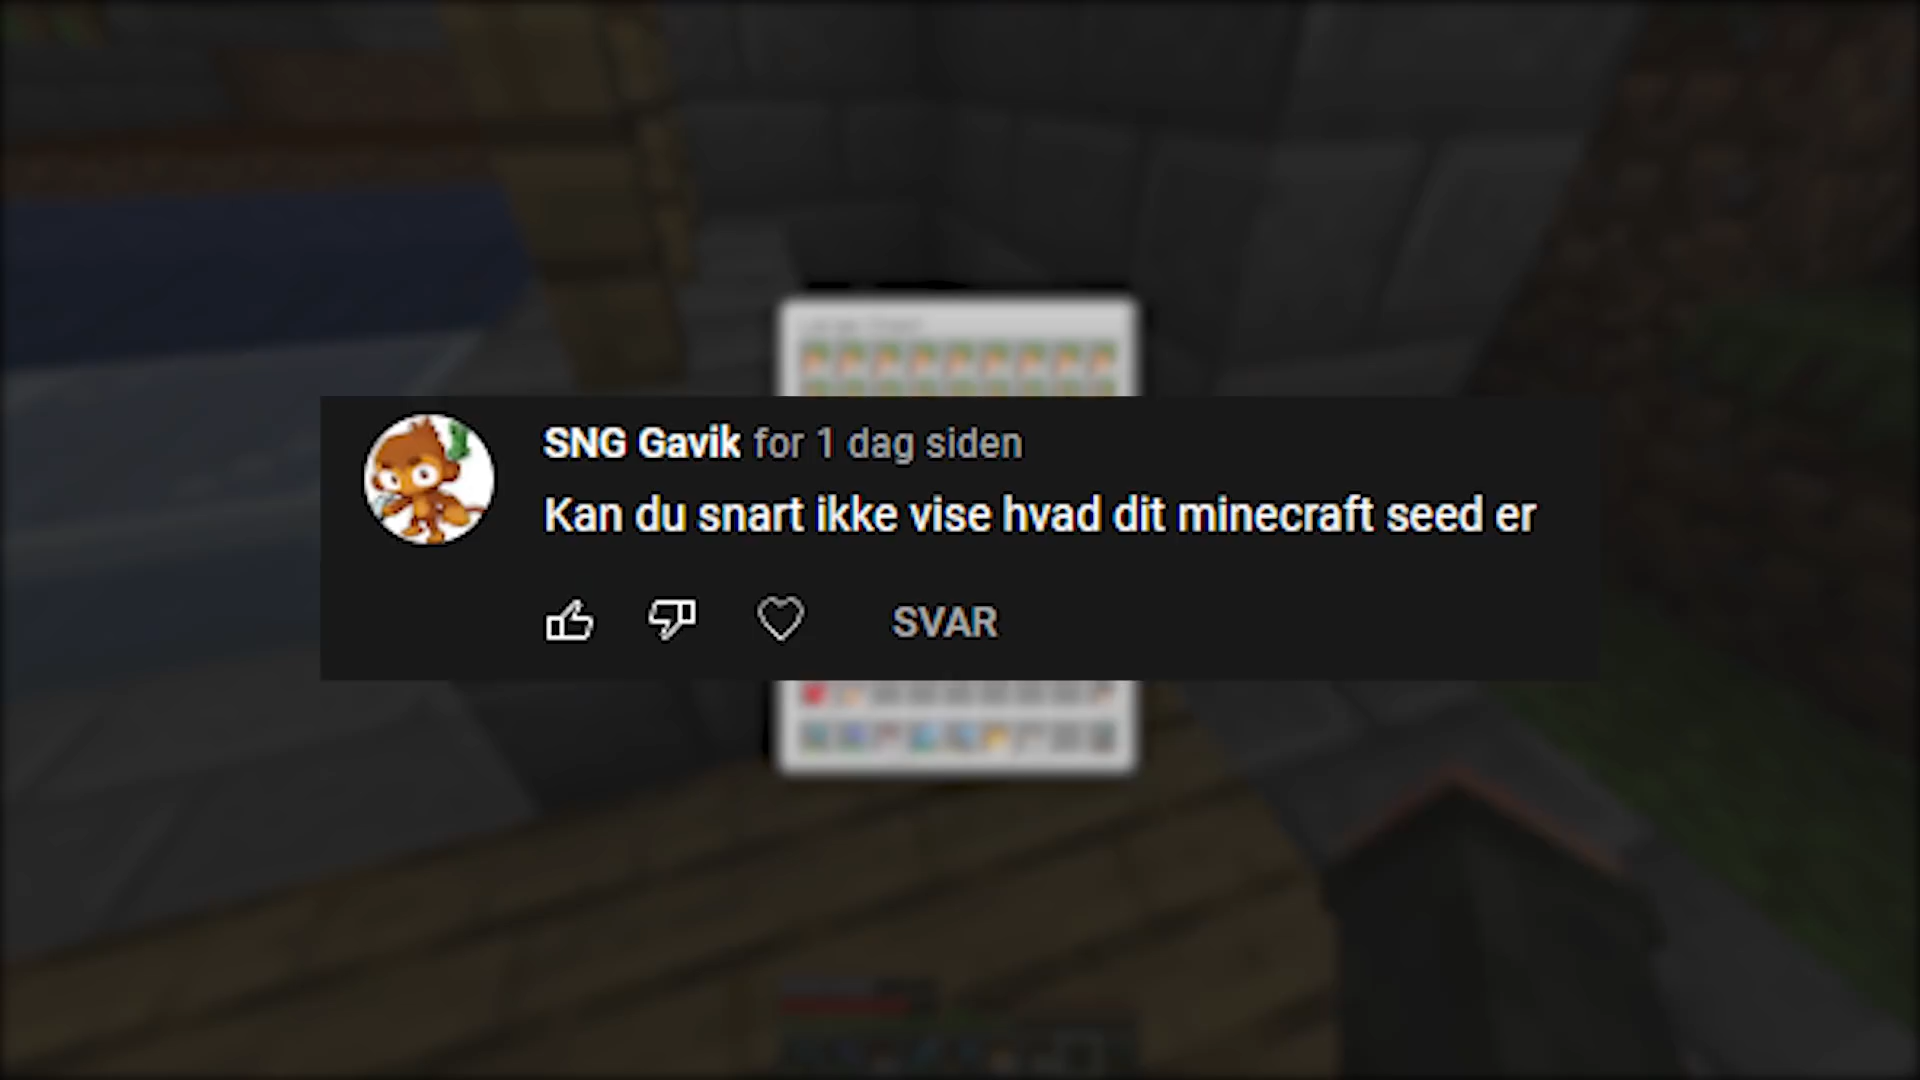 SNG Gavik for 1 dag siden
Kan du snart ikke vise hvad dit minecraft seed er
SVAR